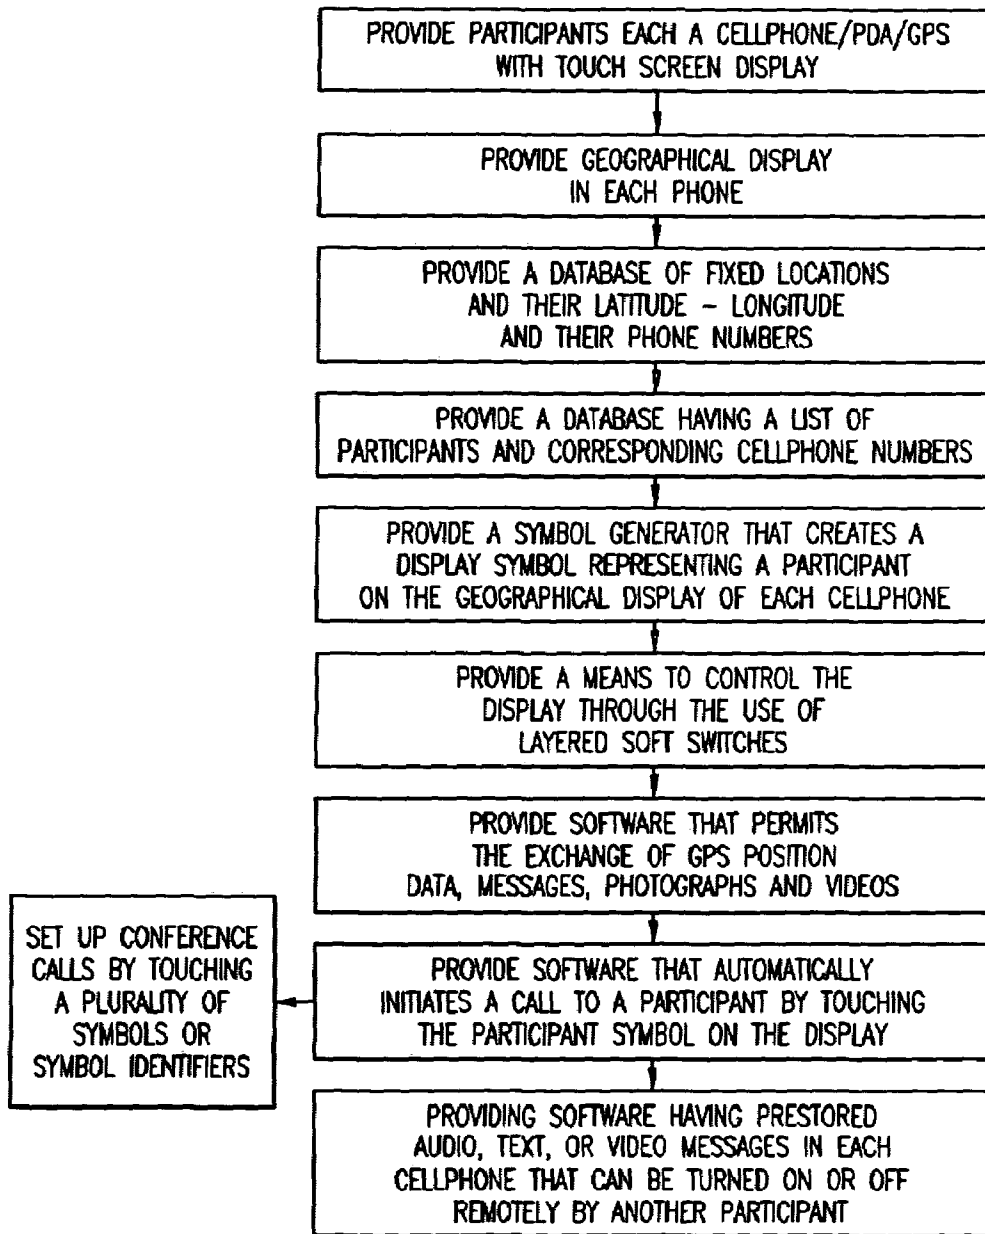 PROVIDE PARTICIPANTS EACH A CELLPHONE/PDA/GPS
WITH TOUCH SCREEN DISPLAY
PROVIDE GEOGRAPHICAL DISPLAY
IN EACH PHONE
PROVIDE A DATABASE OF FIXED LOCATIONS
AND THEIR LATITUDE – LONGITUDE
AND THEIR PHONE NUMBERS
PROVIDE A DATABASE HAVING A LIST OF
PARTICIPANTS AND CORRESPONDING CELLPHONE NUMBERS
PROVIDE A SYMBOL GENERATOR THAT CREATES A
DISPLAY SYMBOL REPRESENTING A PARTICIPANT
ON THE GEOGRAPHICAL DISPLAY OF EACH CELLPHONE
PROVIDE A MEANS TO CONTROL THE
DISPLAY THROUGH THE USE OF
LAYERED SOFT SWITCHES
PROVIDE SOFTWARE THAT PERMITS
THE EXCHANGE OF GPS POSITION
DATA, MESSAGES, PHOTOGRAPHS AND VIDEOS
PROVIDE SOFTWARE THAT AUTOMATICALLY
INITIATES A CALL TO A PARTICIPANT BY TOUCHING
THE PARTICIPANT SYMBOL ON THE DISPLAY
SET UP CONFERENCE
CALLS BY TOUCHING
A PLURALITY OF
SYMBOLS OR
SYMBOL IDENTIFIERS
PROVIDING SOFTWARE HAVING PRESTORED
AUDIO, TEXT, OR VIDEO MESSAGES IN EACH
CELLPHONE THAT CAN BE TURNED ON OR OFF
REMOTELY BY ANOTHER PARTICIPANT